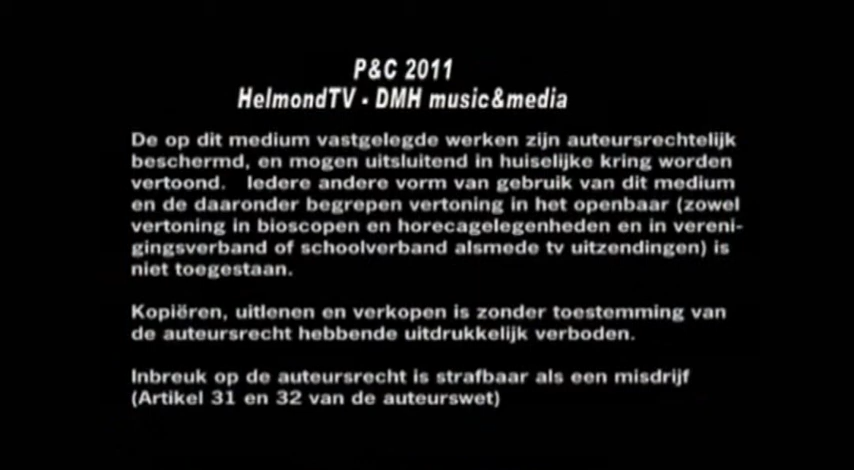 P&C 2011
HelmondTV - DMH music&media
De op dit medium vastgelegde werken zijn auteursrechtelijk
beschermd, en mogen uitsluitend in huiselijke kring worden
vertoond. Iedere andere vorm van gebruik van dit medium
en de daaronder begrepen vertoning in het openbaar (zowel
vertoning in bioscopen en horecagelegenheden en in vereni-
gingsverband of schoolverband alsmede tv uitzendingen) is
niet toegestaan.
Kopiëren, uitlenen en verkopen is zonder toestemming van
de auteursrecht hebbende uitdrukkelijk verboden.
Inbreuk op de auteursrecht is strafbaar als een misdrijf
(Artikel 31 en 32 van de auteurswet)